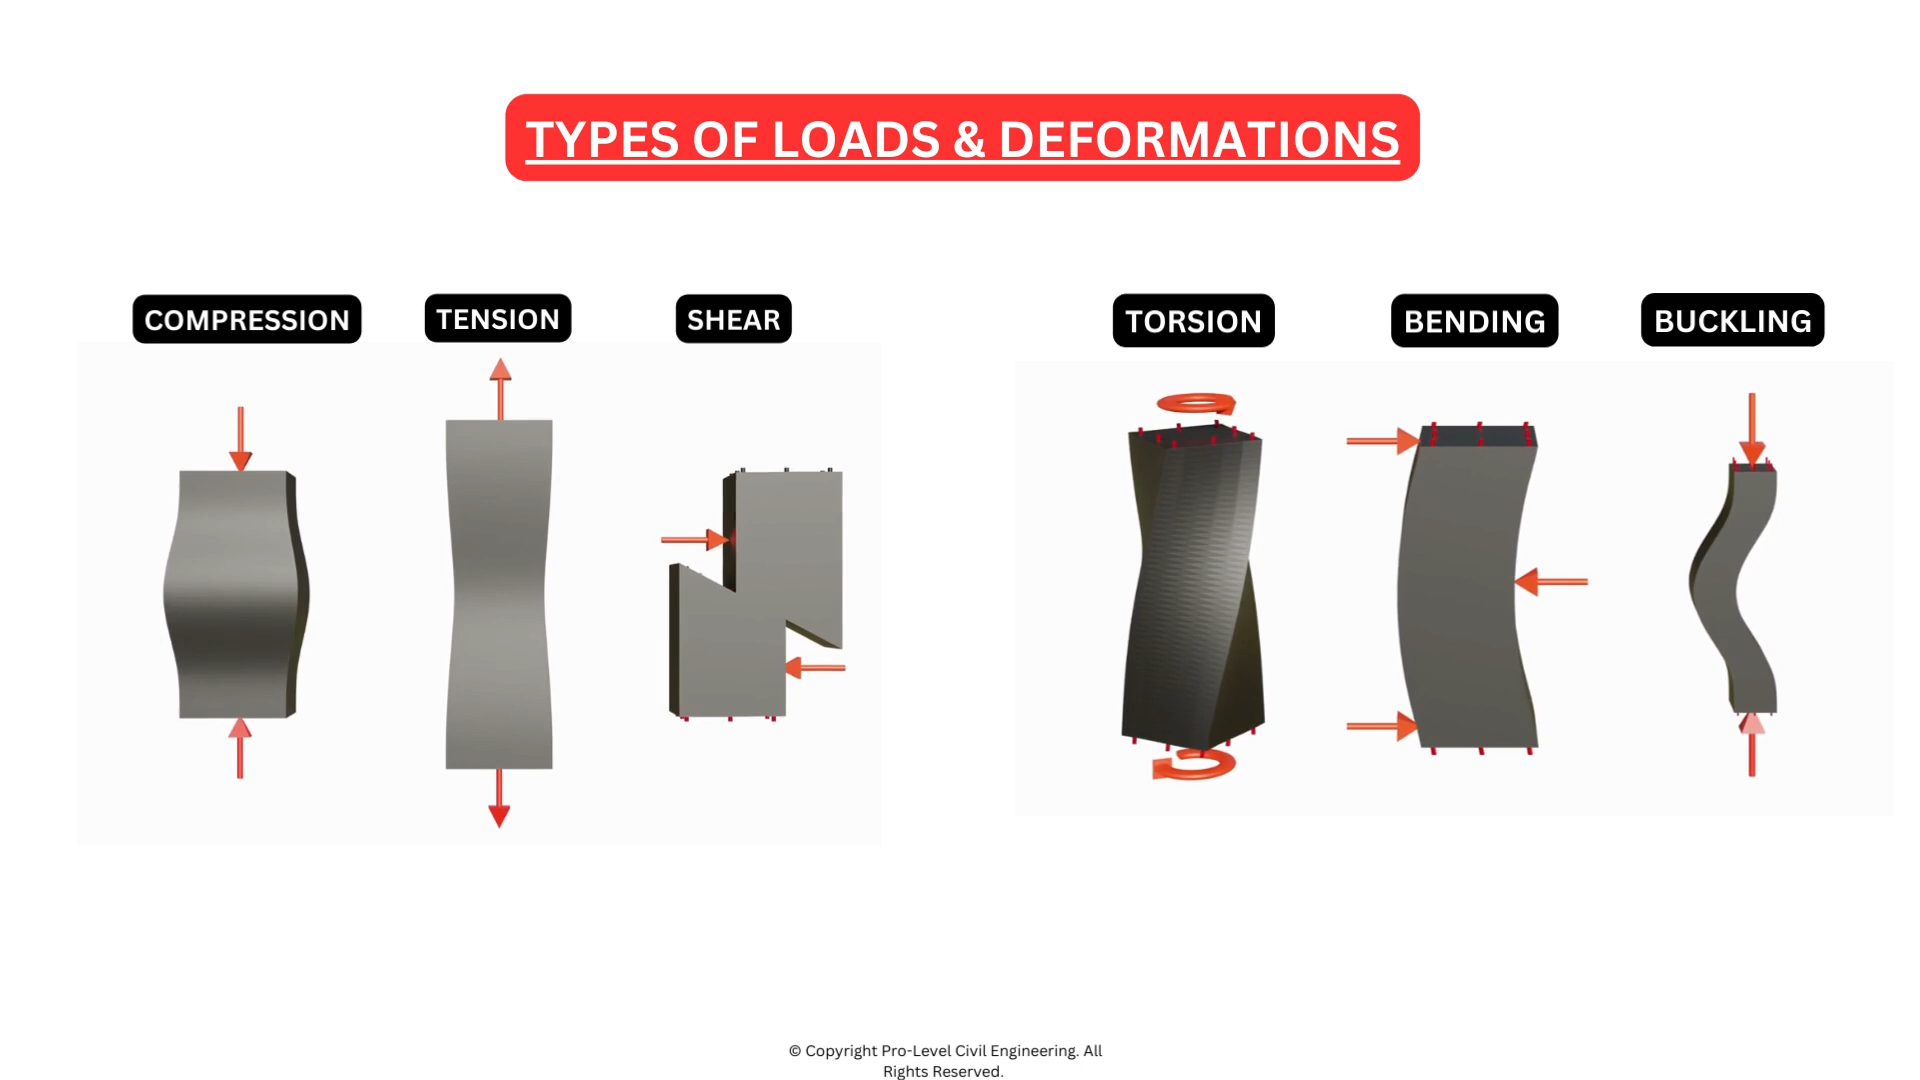 TYPES OF LOADS & DEFORMATIONS
COMPRESSION
TENSION
SHEAR
TORSION
BENDING
BUCKLING
© Copyright Pro-Level Civil Engineering. All
Rights Reserved.